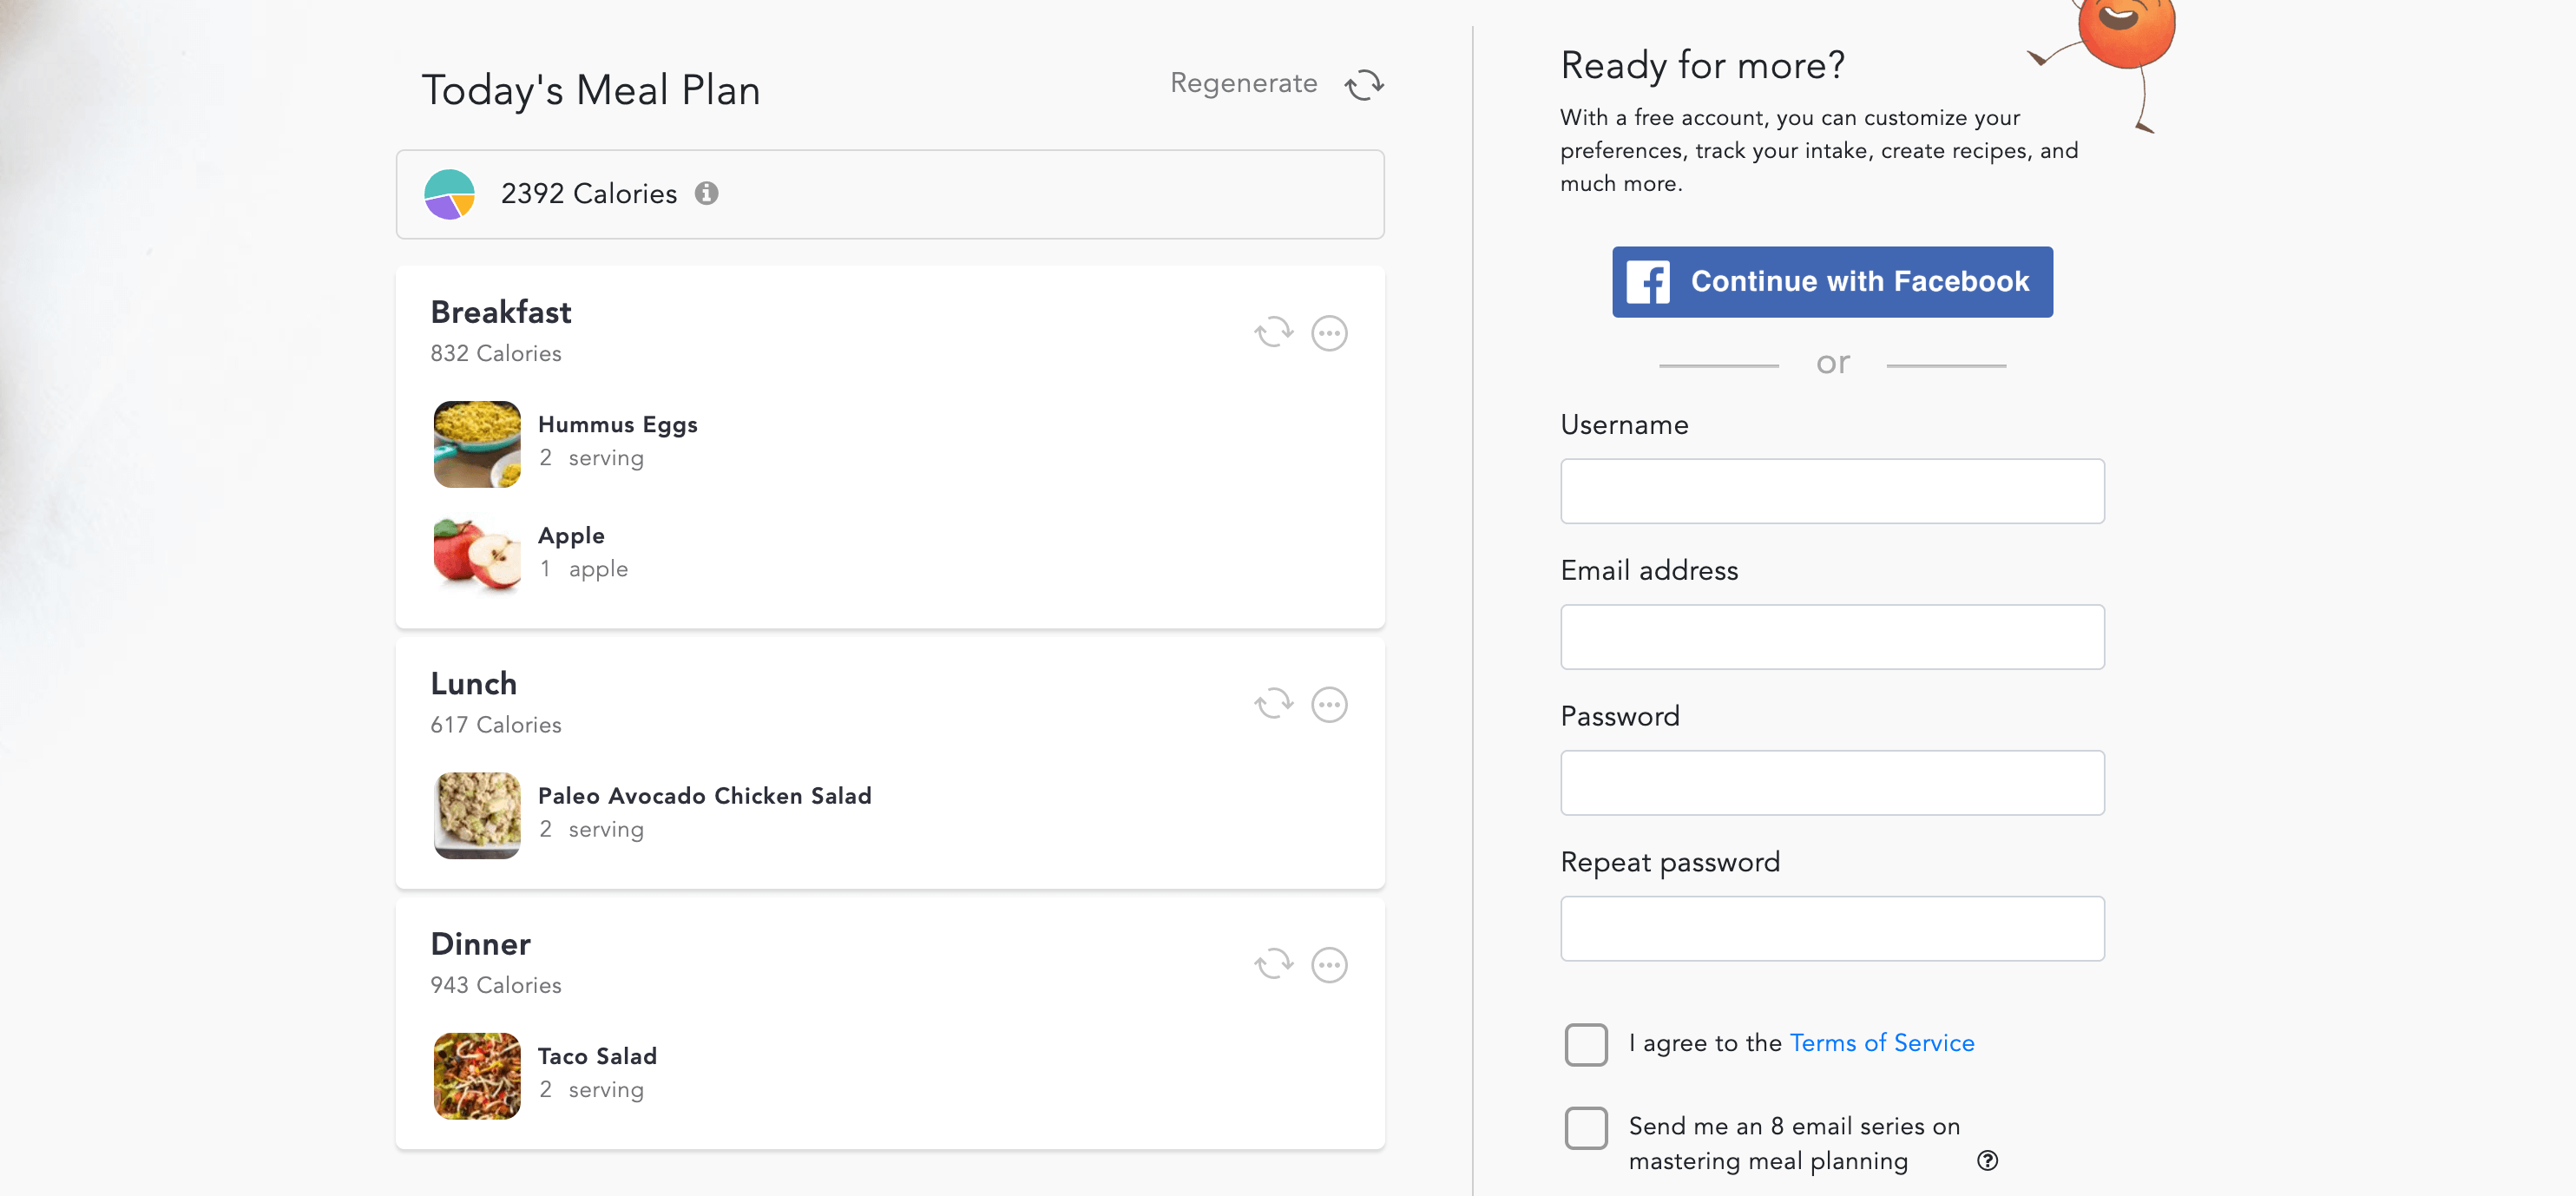 Today's Meal Plan
Regenerate
2392 Calories
Breakfast
832 Calories
Hummus Eggs
2 serving
Apple
1 apple
Lunch
617 Calories
Paleo Avocado Chicken Salad
2 serving
Dinner
943 Calories
Taco Salad
2 serving
Ready for more?
With a free account, you can customize your
preferences, track your intake, create recipes, and
much more.
Continue with Facebook
or
Username
Email address
Password
Repeat password
I agree to the Terms of Service
Send me an 8 email series on
mastering meal planning